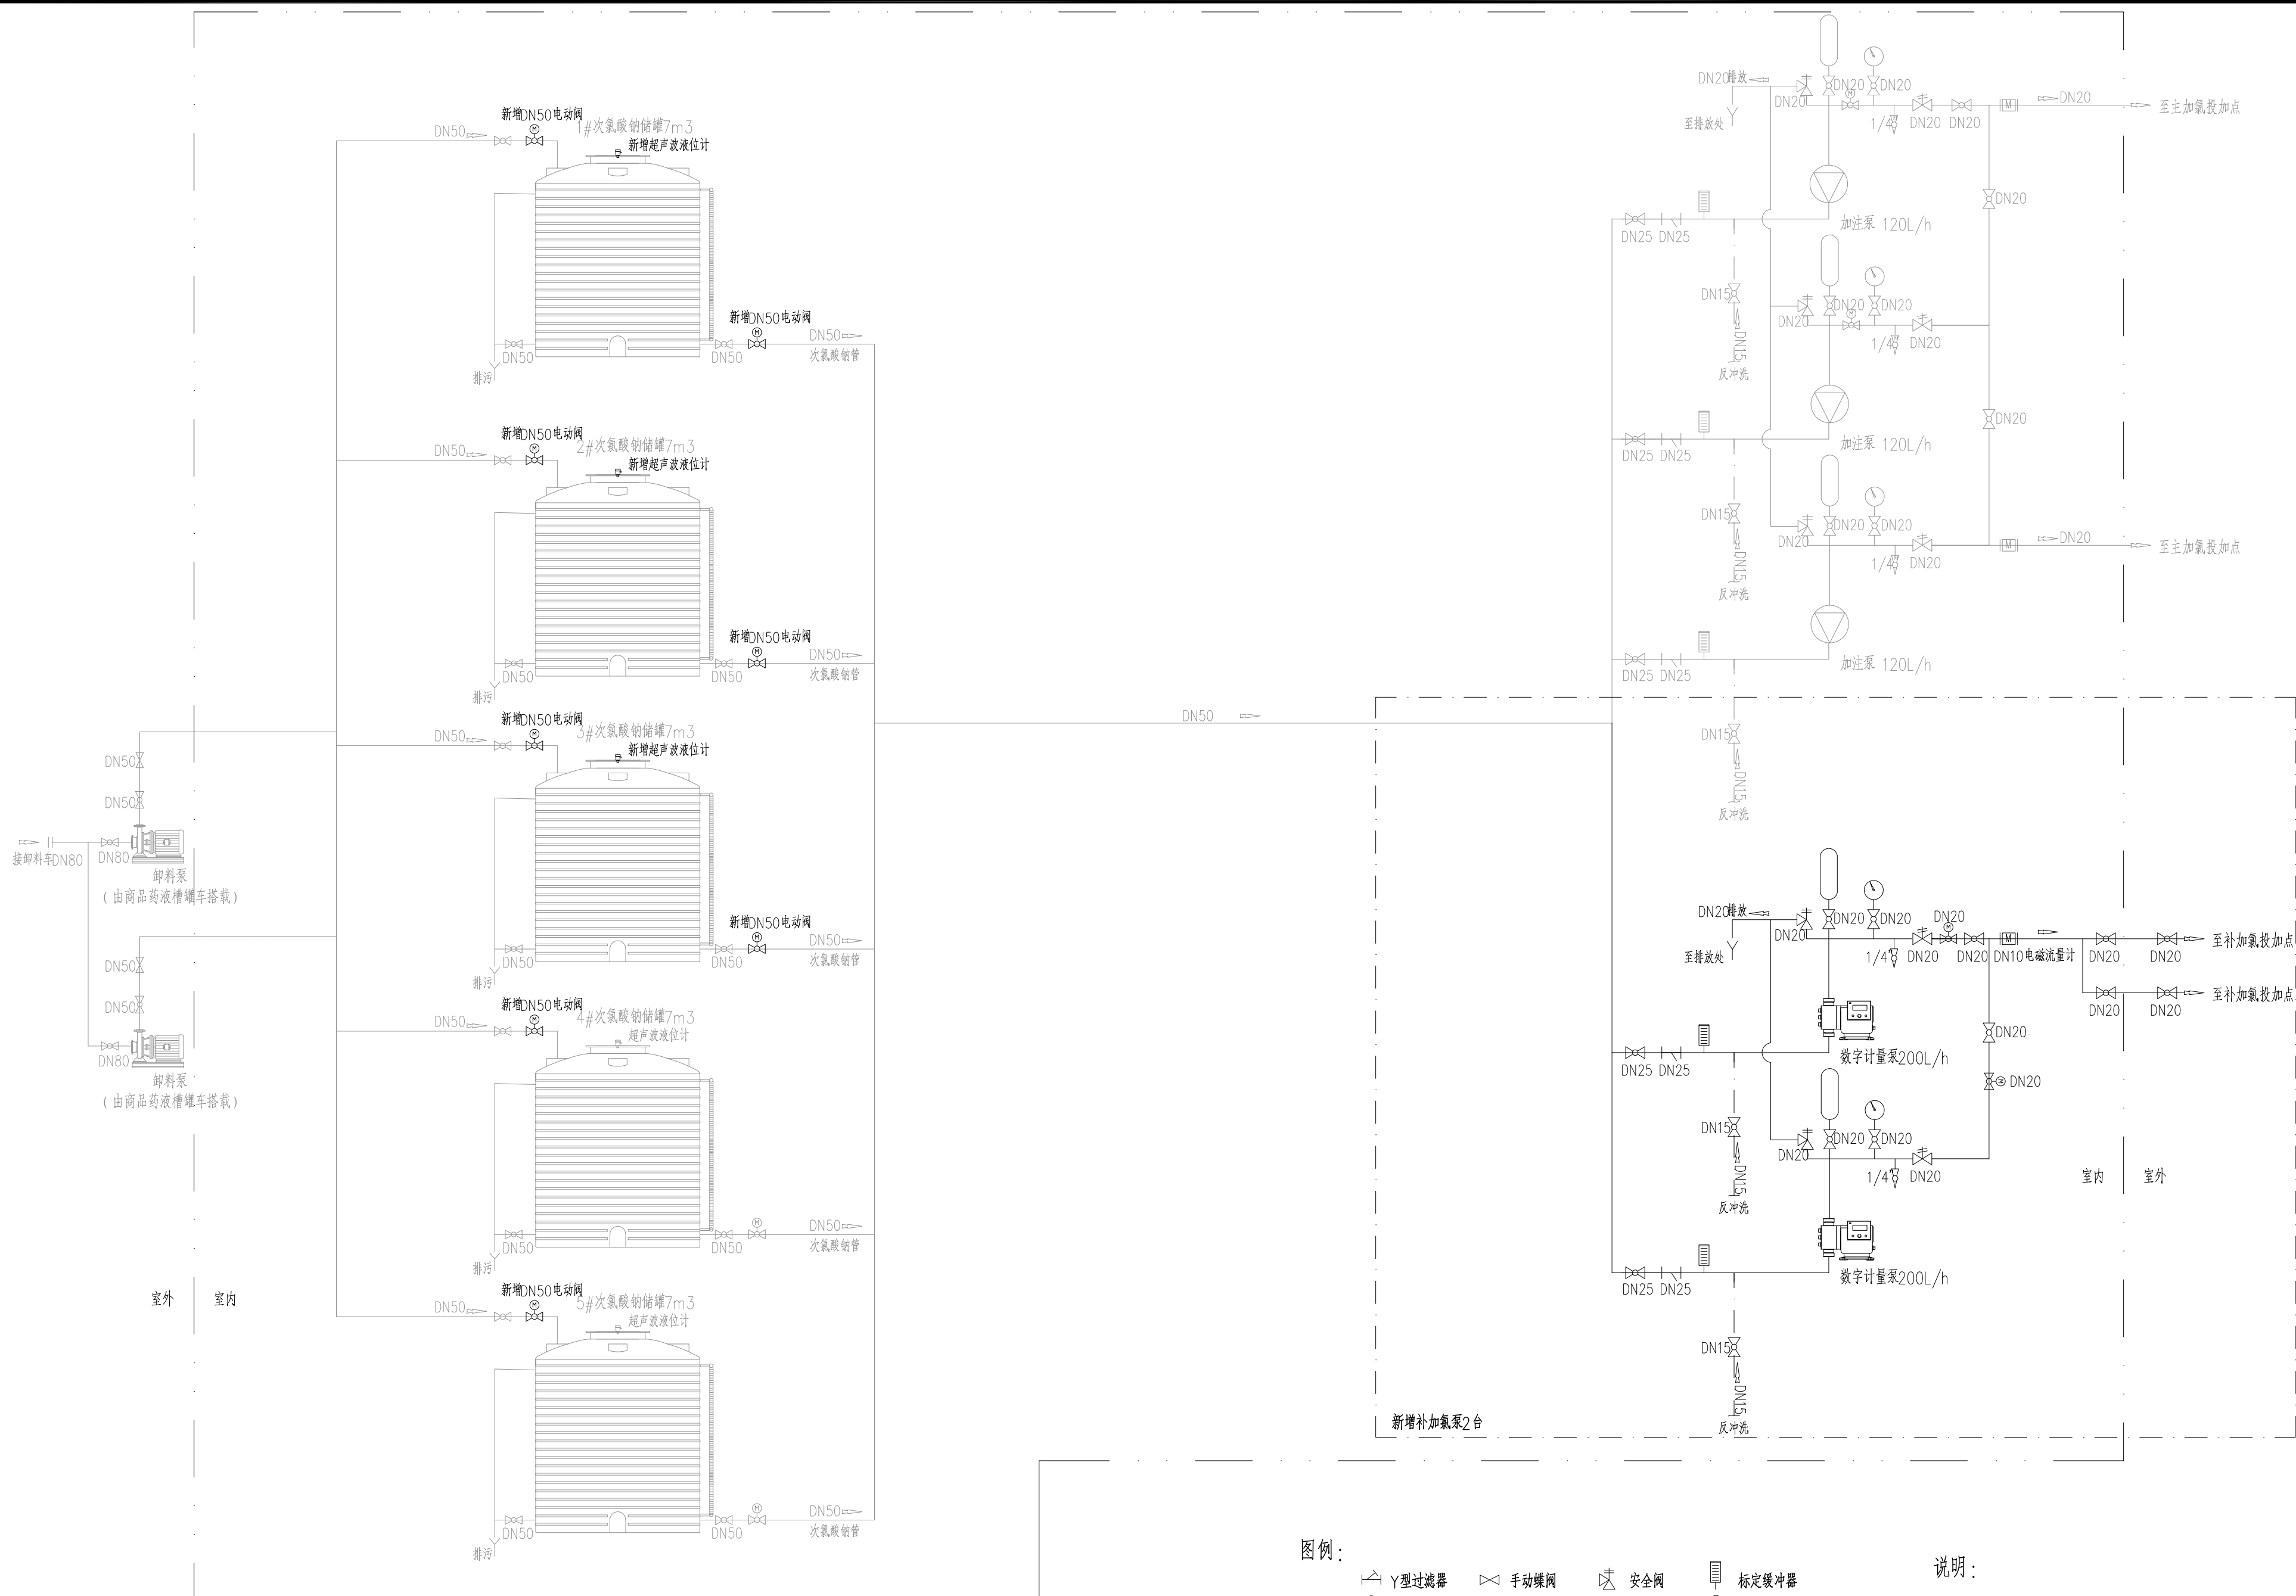 新增DN50电动阀
1#次氯酸钠储罐7m3
新增超声波液位计
DN50
新增DN50电动阀
DN50
次氯酸钠管
DN50
DN50
排污
新增DN50电动阀
2#次氯酸钠储罐7m3
新增超声波液位计
DN50
新增DN50电动阀
DN50
次氯酸钠管
DN50
DN50
排污
新增DN50电动阀
3#次氯酸钠储罐7m3
新增超声波液位计
DN50
新增DN50电动阀
DN50
次氯酸钠管
DN50
DN50
排污
新增DN50电动阀
4#次氯酸钠储罐7m3
超声波液位计
DN50
DN50
次氯酸钠管
DN50
DN50
排污
新增DN50电动阀
5#次氯酸钠储罐7m3
超声波液位计
DN50
DN50
次氯酸钠管
DN50
DN50
排污
DN50
DN50
接卸料车DN80
DN80
卸料泵
（由商品药液槽罐车搭载）
DN50
DN50
DN80
卸料泵
（由商品药液槽罐车搭载）
室外
室内
DN50
DN20排放
至排放处
DN20
DN20
DN20
1/4"
DN20
DN20
DN20
至主加氯投加点
DN20
加注泵 120L/h
DN25
DN25
DN15
DN15
反冲洗
DN20
DN20
DN20
1/4"
DN20
DN20
加注泵 120L/h
DN25
DN25
DN15
DN15
反冲洗
DN20
DN20
DN20
1/4"
DN20
DN20
至主加氯投加点
加注泵 120L/h
DN25
DN25
DN15
DN15
反冲洗
DN20排放
至排放处
DN20
DN20
DN20
1/4"
DN20
DN20
DN20
DN10电磁流量计
DN20
DN20
至补加氯投加点
DN20
DN20
至补加氯投加点
DN20
DN20
数字计量泵200L/h
DN25
DN25
DN15
DN15
反冲洗
DN20
DN20
DN20
1/4"
DN20
室内
室外
数字计量泵200L/h
DN25
DN25
DN15
DN15
反冲洗
新增补加氯泵2台
图例：
Y型过滤器
手动蝶阀
安全阀
标定缓冲器
说明：